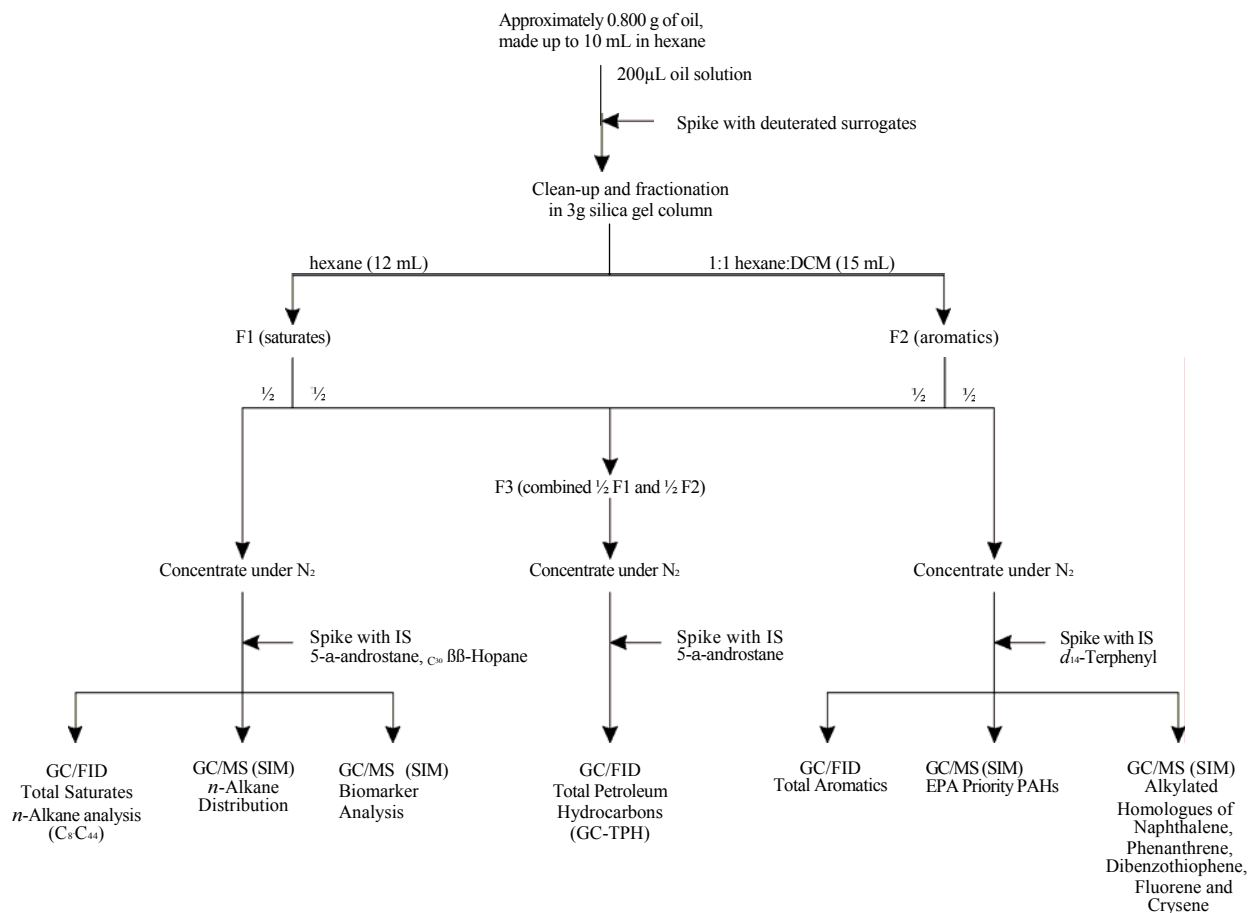 Approximately 0.800 g of oil,
made up to 10 mL in hexane
200µL oil solution
Spike with deuterated surrogates
Clean-up and fractionation
in 3g silica gel column
hexane (12 mL)
1:1 hexane:DCM (15 mL)
F1 (saturates)
F2 (aromatics)
½ ½
½ ½
F3 (combined ½ F1 and ½ F2)
Concentrate under N₂
Concentrate under N₂
Concentrate under N₂
Spike with IS
5-a-androstane, C₃₀ ßß-Hopane
Spike with IS
5-a-androstane
Spike with IS
d₁₄-Terphenyl
GC/FID
Total Saturates
n-Alkane analysis
(C₈-C₄₄)
GC/MS (SIM)
n-Alkane
Distribution
GC/MS (SIM)
Biomarker
Analysis
GC/FID
Total Petroleum
Hydrocarbons
(GC-TPH)
GC/FID
Total Aromatics
GC/MS (SIM)
EPA Priority PAHs
GC/MS (SIM)
Alkylated
Homologues of
Naphthalene,
Phenanthrene,
Dibenzothiophene,
Fluorene and
Crysene